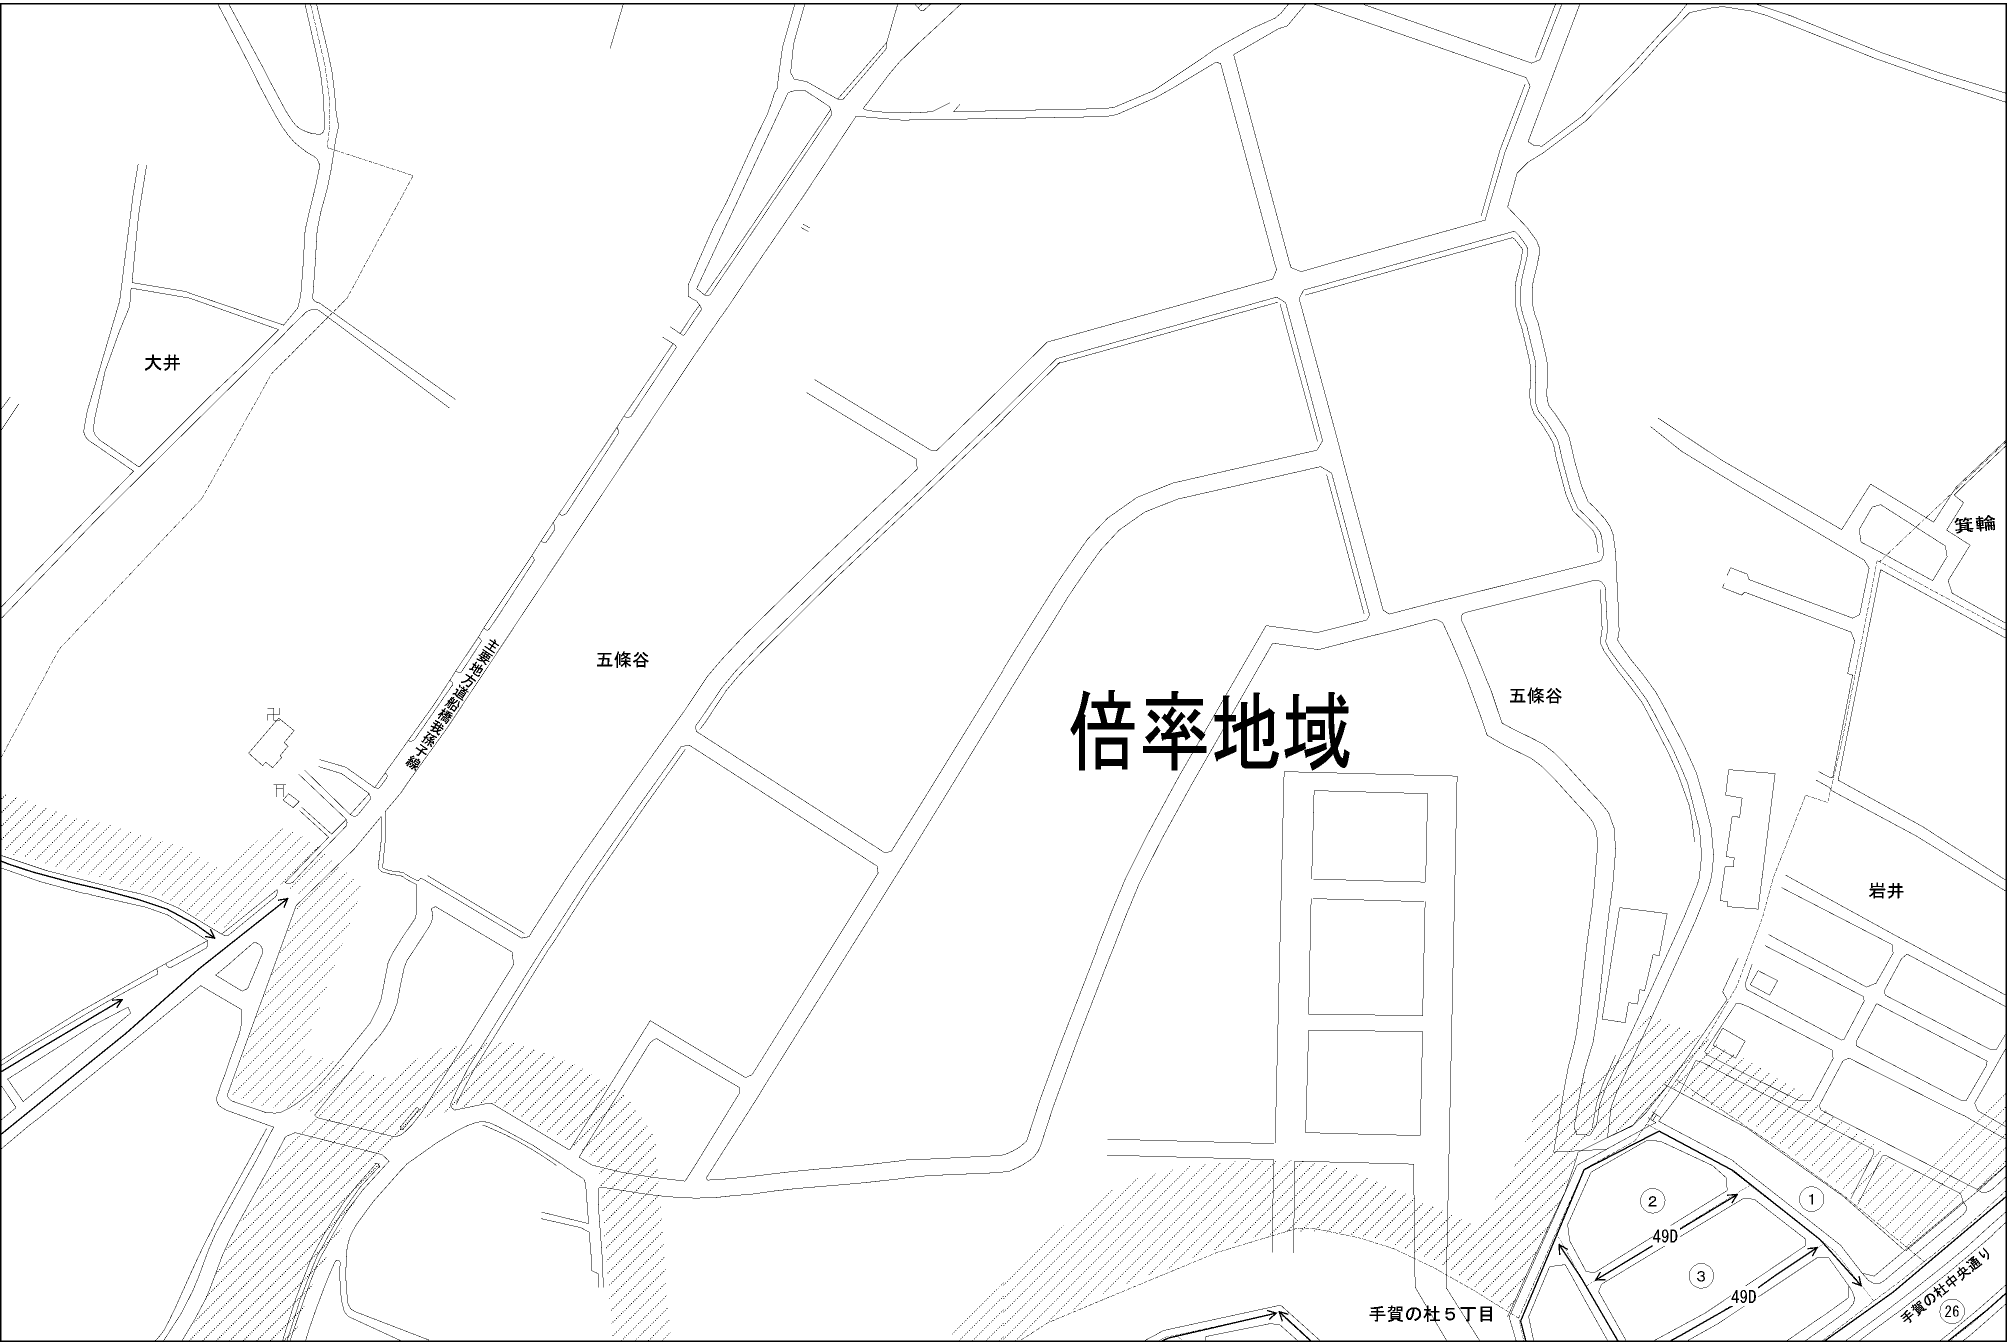 大井
箕輪
主要地方道船橋我孫子線
五條谷
五條谷
倍率地域
岩井
②
①
49D
③
49D
手賀の杜５丁目
手賀の杜中央通り
26